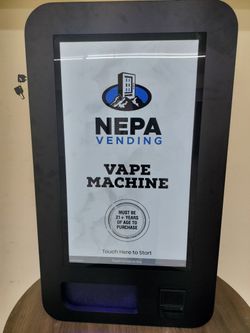 NEPA
VENDING
VAPE
MACHINE
MUST BE
21+ YEARS
OF AGE TO
PURCHASE
Touch Here to Start